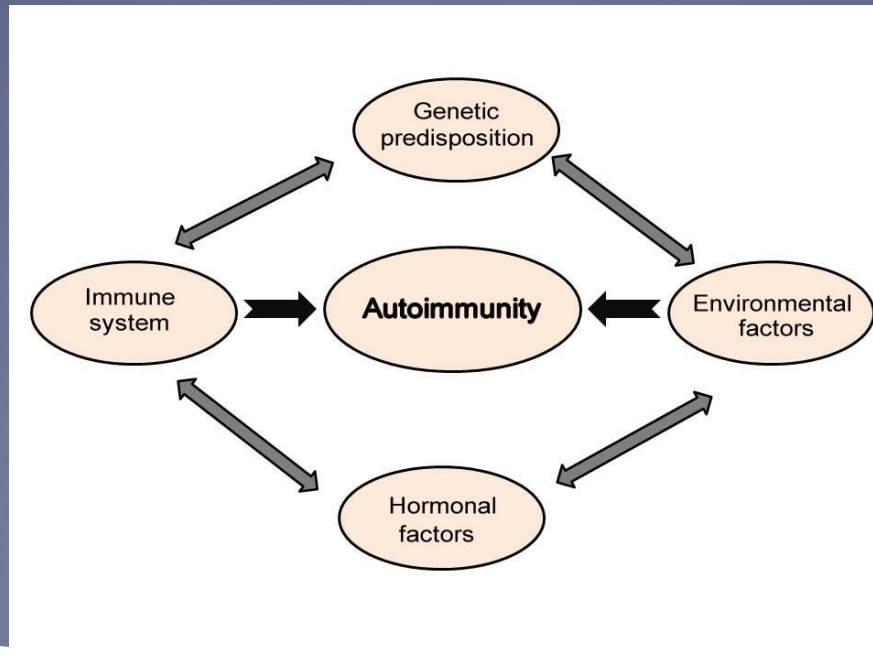 Genetic
predisposition
Immune
system
Autoimmunity
Environmental
factors
Hormonal
factors